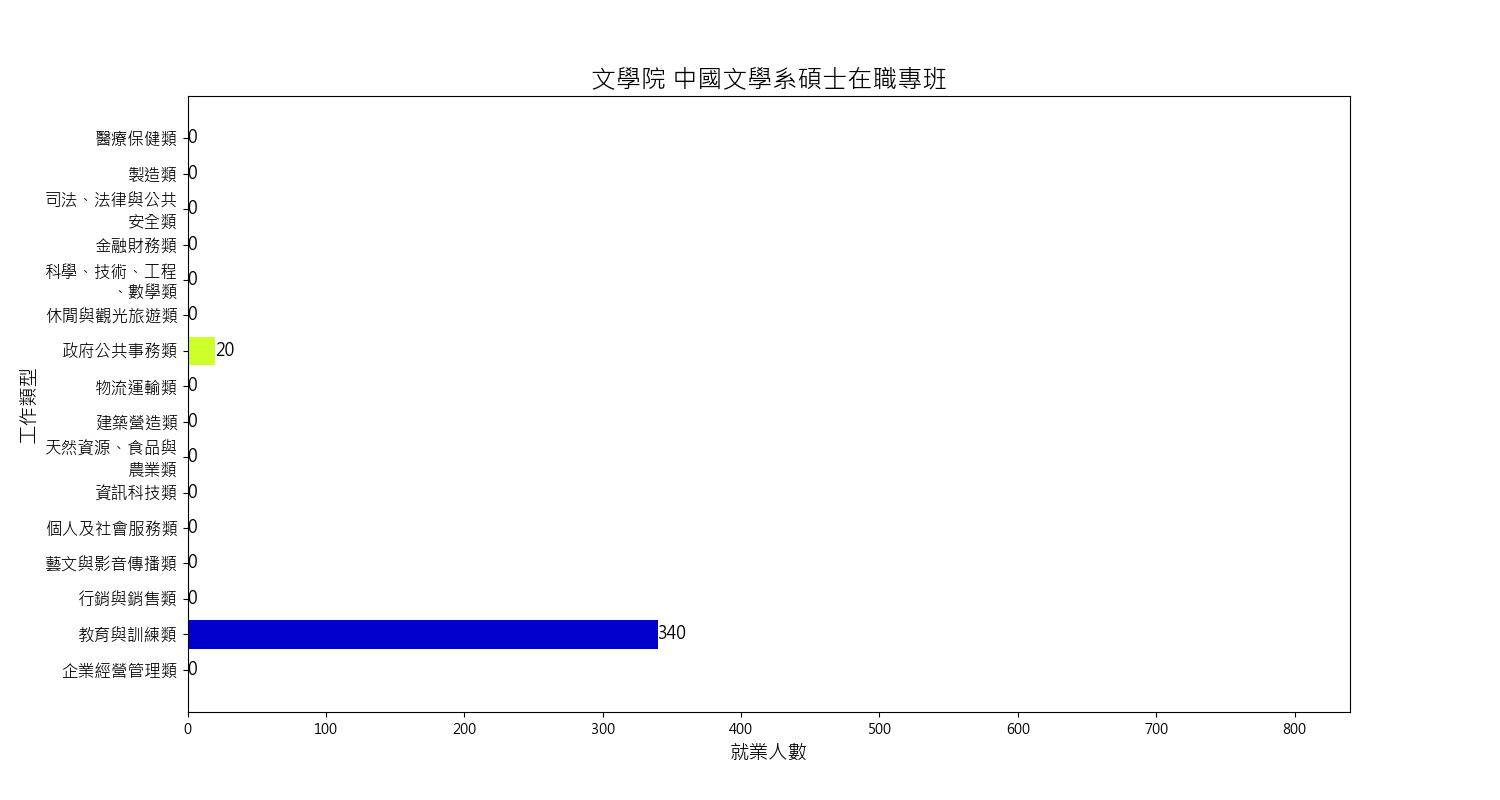 文學院 中國文學系碩士在職專班
工作類型
醫療保健類 0
製造類 0
司法、法律與公共
安全類 0
金融財務類 0
科學、技術、工程
、數學類 0
休閒與觀光旅遊類 0
政府公共事務類 20
物流運輸類 0
建築營造類 0
天然資源、食品與
農業類 0
資訊科技類 0
個人及社會服務類 0
藝文與影音傳播類 0
行銷與銷售類 0
教育與訓練類 340
企業經營管理類 0
0 100 200 300 400 500 600 700 800
就業人數